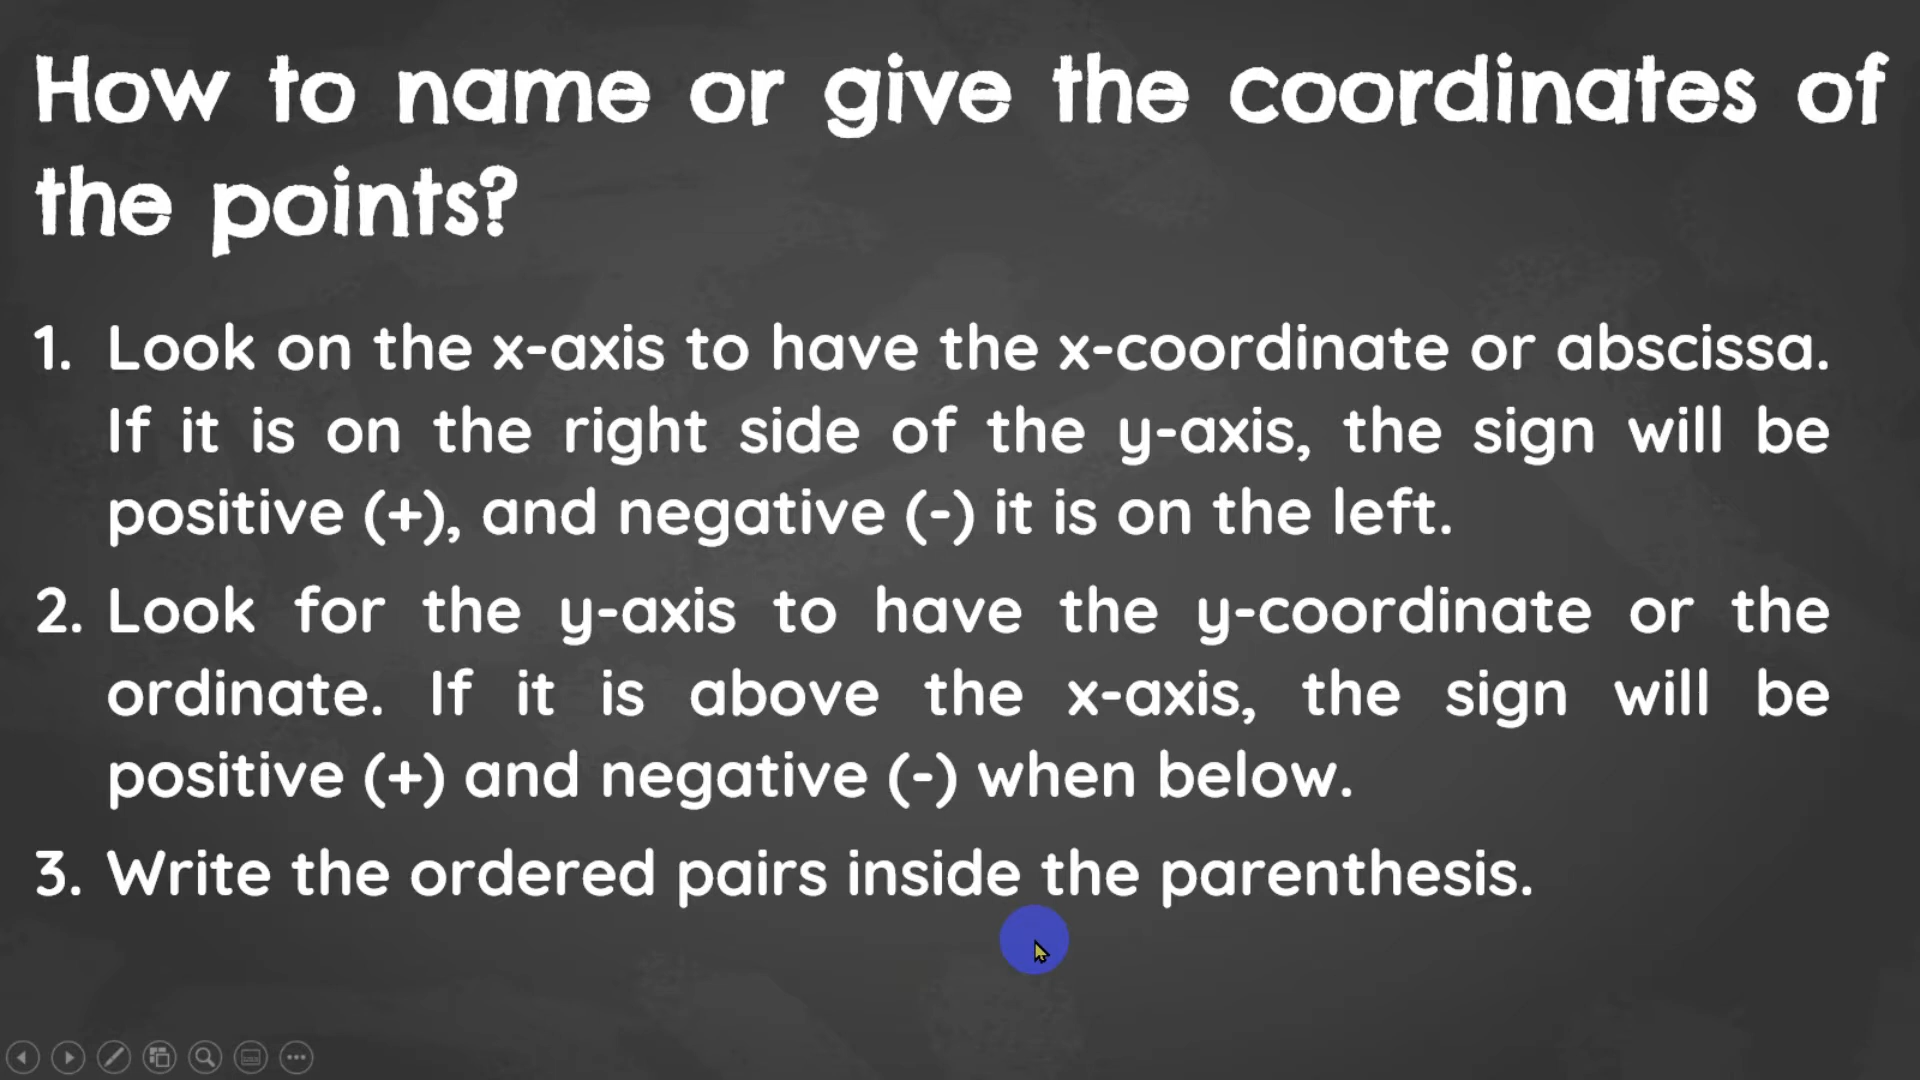 How to name or give the coordinates of
the points?
1. Look on the x-axis to have the x-coordinate or abscissa.
If it is on the right side of the y-axis, the sign will be
positive (+), and negative (-) it is on the left.
2. Look for the y-axis to have the y-coordinate or the
ordinate. If it is above the x-axis, the sign will be
positive (+) and negative (-) when below.
3. Write the ordered pairs inside the parenthesis.